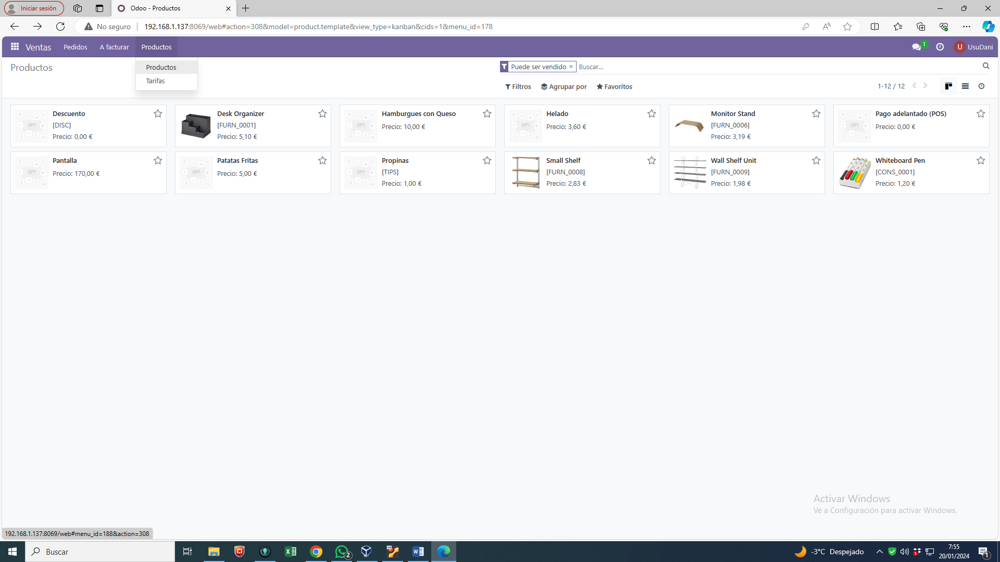 Iniciar sesión
Odoo - Productos
No seguro
192.168.1.137:8069/web#action=308&model=product.template&view_type=kanban&cids=1&menu_id=178
Ventas
Pedidos
A facturar
Productos
1
U
UsuDani
Productos
Productos
Tarifas
Puede ser vendido ×
Buscar...
Filtros
Agrupar por
Favoritos
1-12 / 12
Descuento
[DISC]
Precio: 0,00 €
Desk Organizer
[FURN_0001]
Precio: 5,10 €
Hamburgues con Queso
Precio: 10,00 €
Helado
Precio: 3,60 €
Monitor Stand
[FURN_0006]
Precio: 3,19 €
Pago adelantado (POS)
Precio: 0,00 €
Pantalla
Precio: 170,00 €
Patatas Fritas
Precio: 5,00 €
Propinas
[TIPS]
Precio: 1,00 €
Small Shelf
[FURN_0008]
Precio: 2,83 €
Wall Shelf Unit
[FURN_0009]
Precio: 1,98 €
Whiteboard Pen
[CONS_0001]
Precio: 1,20 €
Activar Windows
Ve a Configuración para activar Windows.
192.168.1.137:8069/web#menu_id=188&action=308
Buscar
2
64
-3°C Despejado
1
7:55
20/01/2024
1